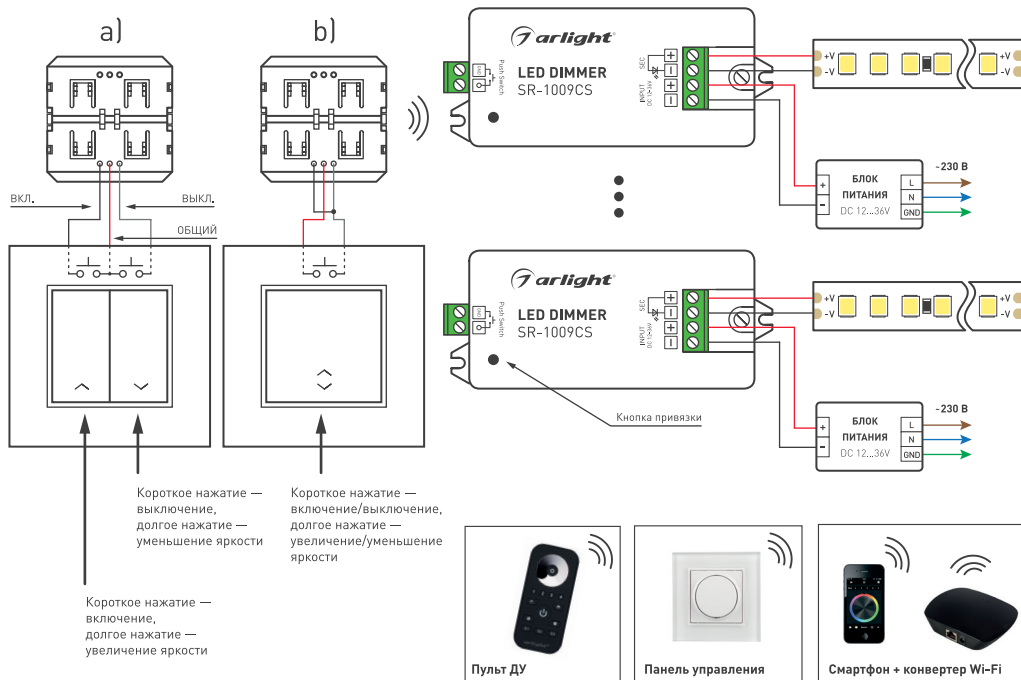 a)
b)
ВКЛ.
ВЫКЛ.
ОБЩИЙ
Короткое нажатие —
выключение,
долгое нажатие —
уменьшение яркости
Короткое нажатие —
включение,
долгое нажатие —
увеличение яркости
Короткое нажатие —
включение/выключение,
долгое нажатие —
увеличение/уменьшение
яркости
arlight
LED DIMMER
SR-1009CS
Push Switch
SEC
INPUT
DC 12-36V
+
−
+
−
+V
-V
+V
-V
БЛОК
ПИТАНИЯ
DC 12...36V
+
−
L
N
GND
~230 В
arlight
LED DIMMER
SR-1009CS
Push Switch
SEC
INPUT
DC 12-36V
+
−
+
−
+V
-V
+V
-V
Кнопка привязки
БЛОК
ПИТАНИЯ
DC 12...36V
+
−
L
N
GND
~230 В
arlight
Пульт ДУ
Панель управления
Смартфон + конвертер Wi-Fi